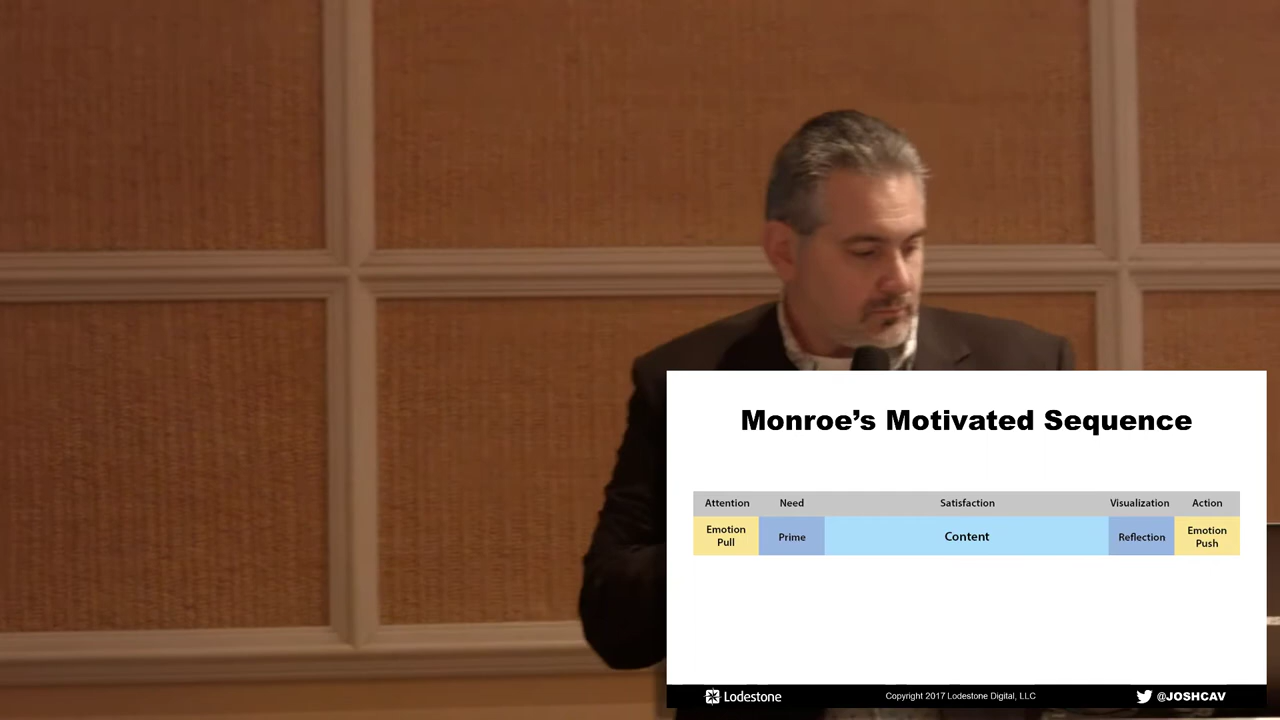 Monroe’s Motivated Sequence
Attention Need Satisfaction Visualization Action
Emotion Pull Prime Content Reflection Emotion Push
Lodestone Copyright 2017 Lodestone Digital, LLC @JOSHCAV